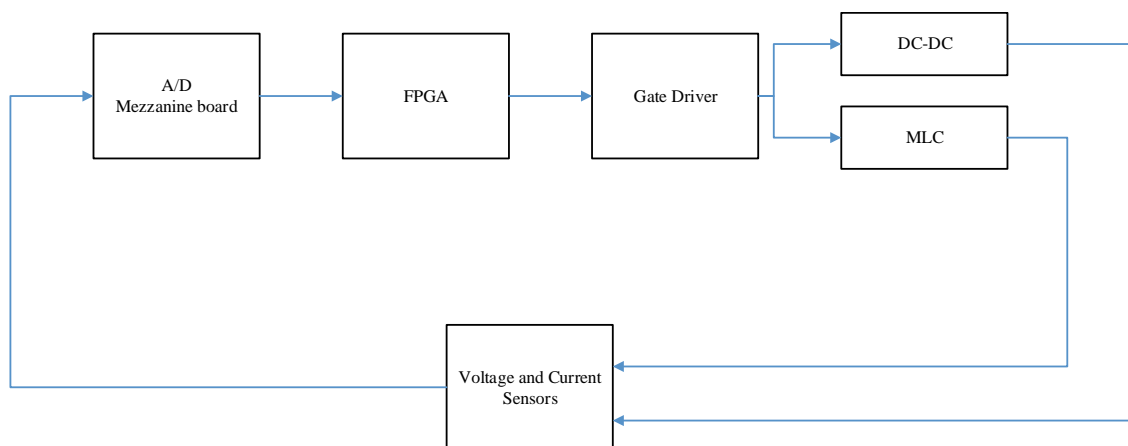 A/D
Mezzanine board
FPGA
Gate Driver
DC-DC
MLC
Voltage and Current
Sensors